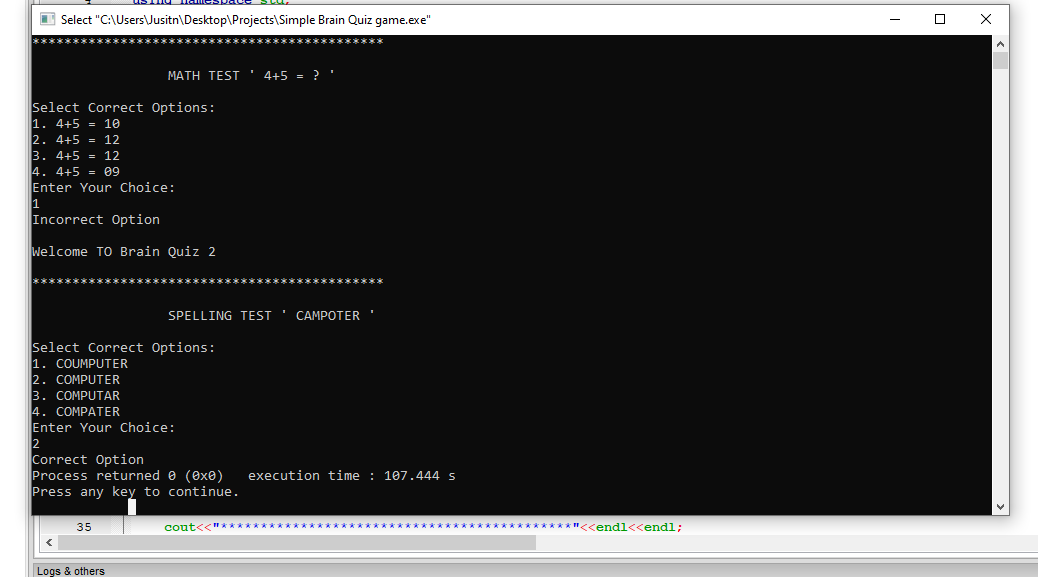 using namespace std;
Select "C:\Users\Jusitn\Desktop\Projects\Simple Brain Quiz game.exe"
********************************************
MATH TEST ' 4+5 = ? '
Select Correct Options:
1. 4+5 = 10
2. 4+5 = 12
3. 4+5 = 12
4. 4+5 = 09
Enter Your Choice:
1
Incorrect Option
Welcome TO Brain Quiz 2
********************************************
SPELLING TEST ' CAMPOTER '
Select Correct Options:
1. COUMPUTER
2. COMPUTER
3. COMPUTAR
4. COMPATER
Enter Your Choice:
2
Correct Option
Process returned 0 (0x0)   execution time : 107.444 s
Press any key to continue.
35 cout<<"********************************************"<<endl<<endl;
Logs & others